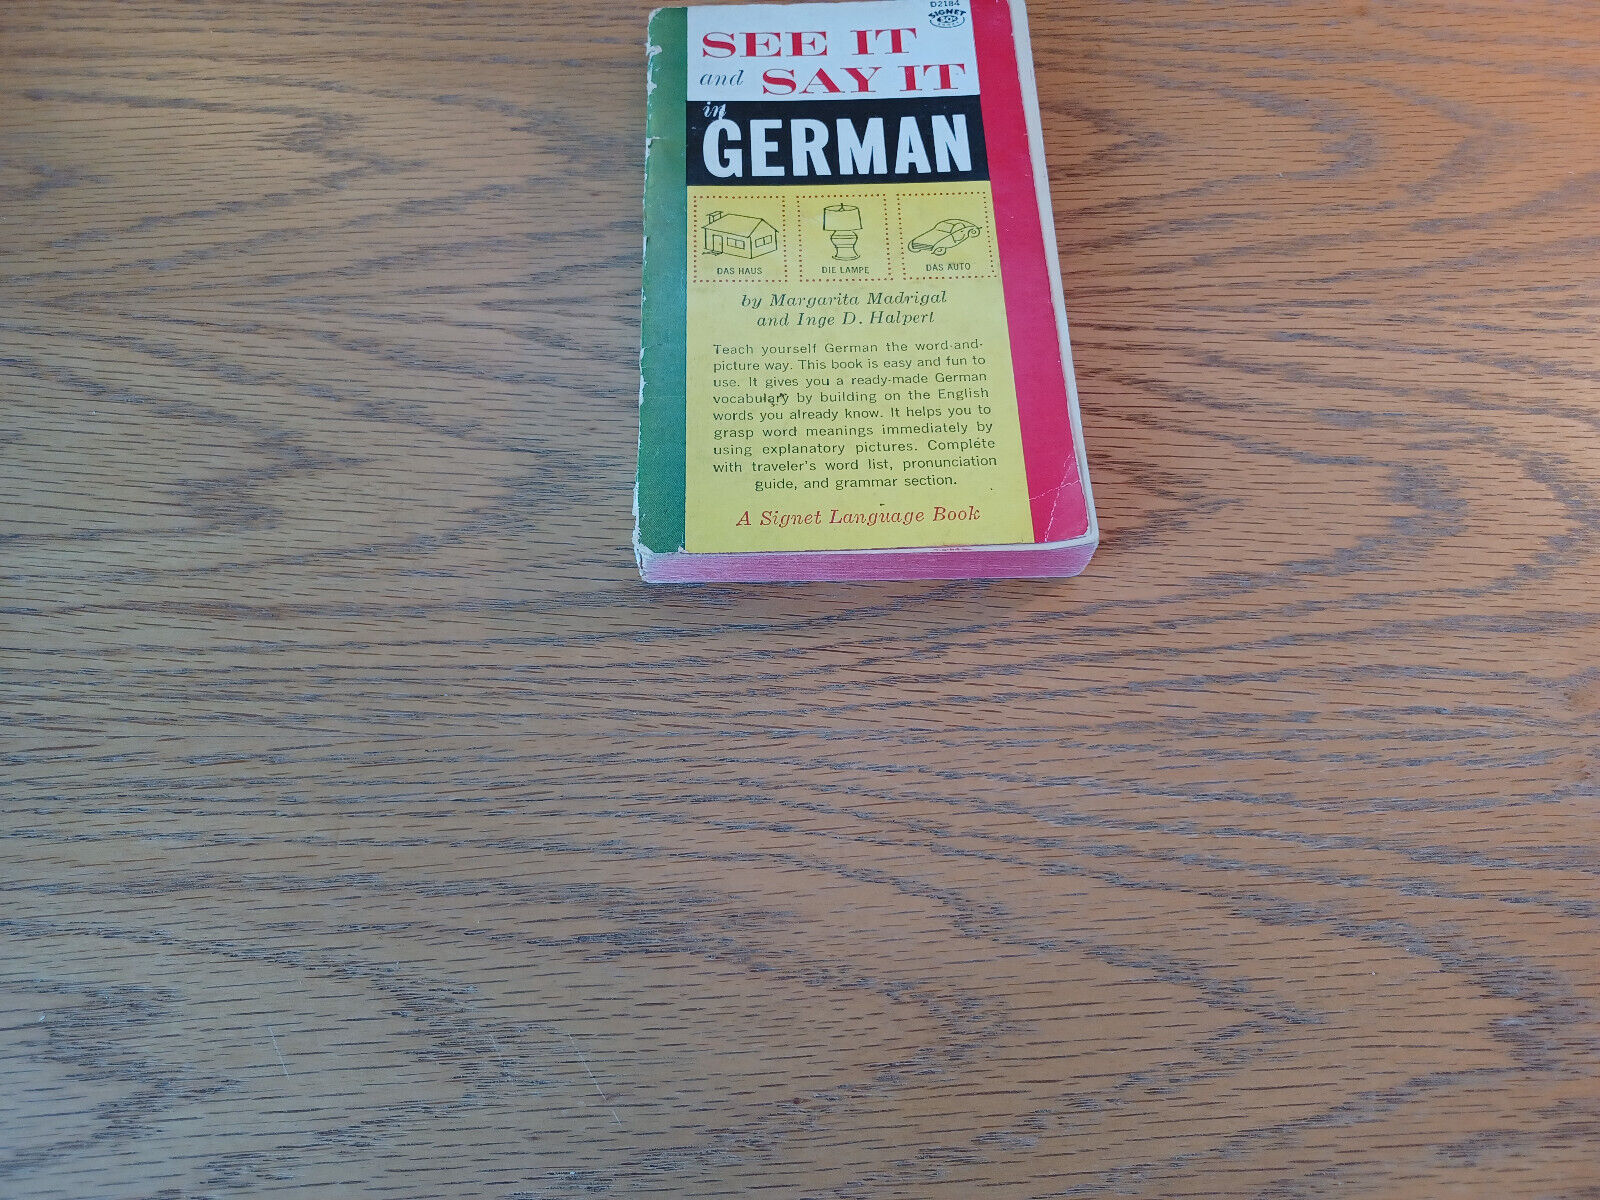 D2184
SIGNET
50¢
SEE IT
and SAY IT
in
GERMAN
DAS HAUS
DIE LAMPE
DAS AUTO
by Margarita Madrigal
and Inge D. Halpert
Teach yourself German the word-and-
picture way. This book is easy and fun to
use. It gives you a ready-made German
vocabulary by building on the English
words you already know. It helps you to
grasp word meanings immediately by
using explanatory pictures. Complete
with traveler's word list, pronunciation
guide, and grammar section.
A Signet Language Book